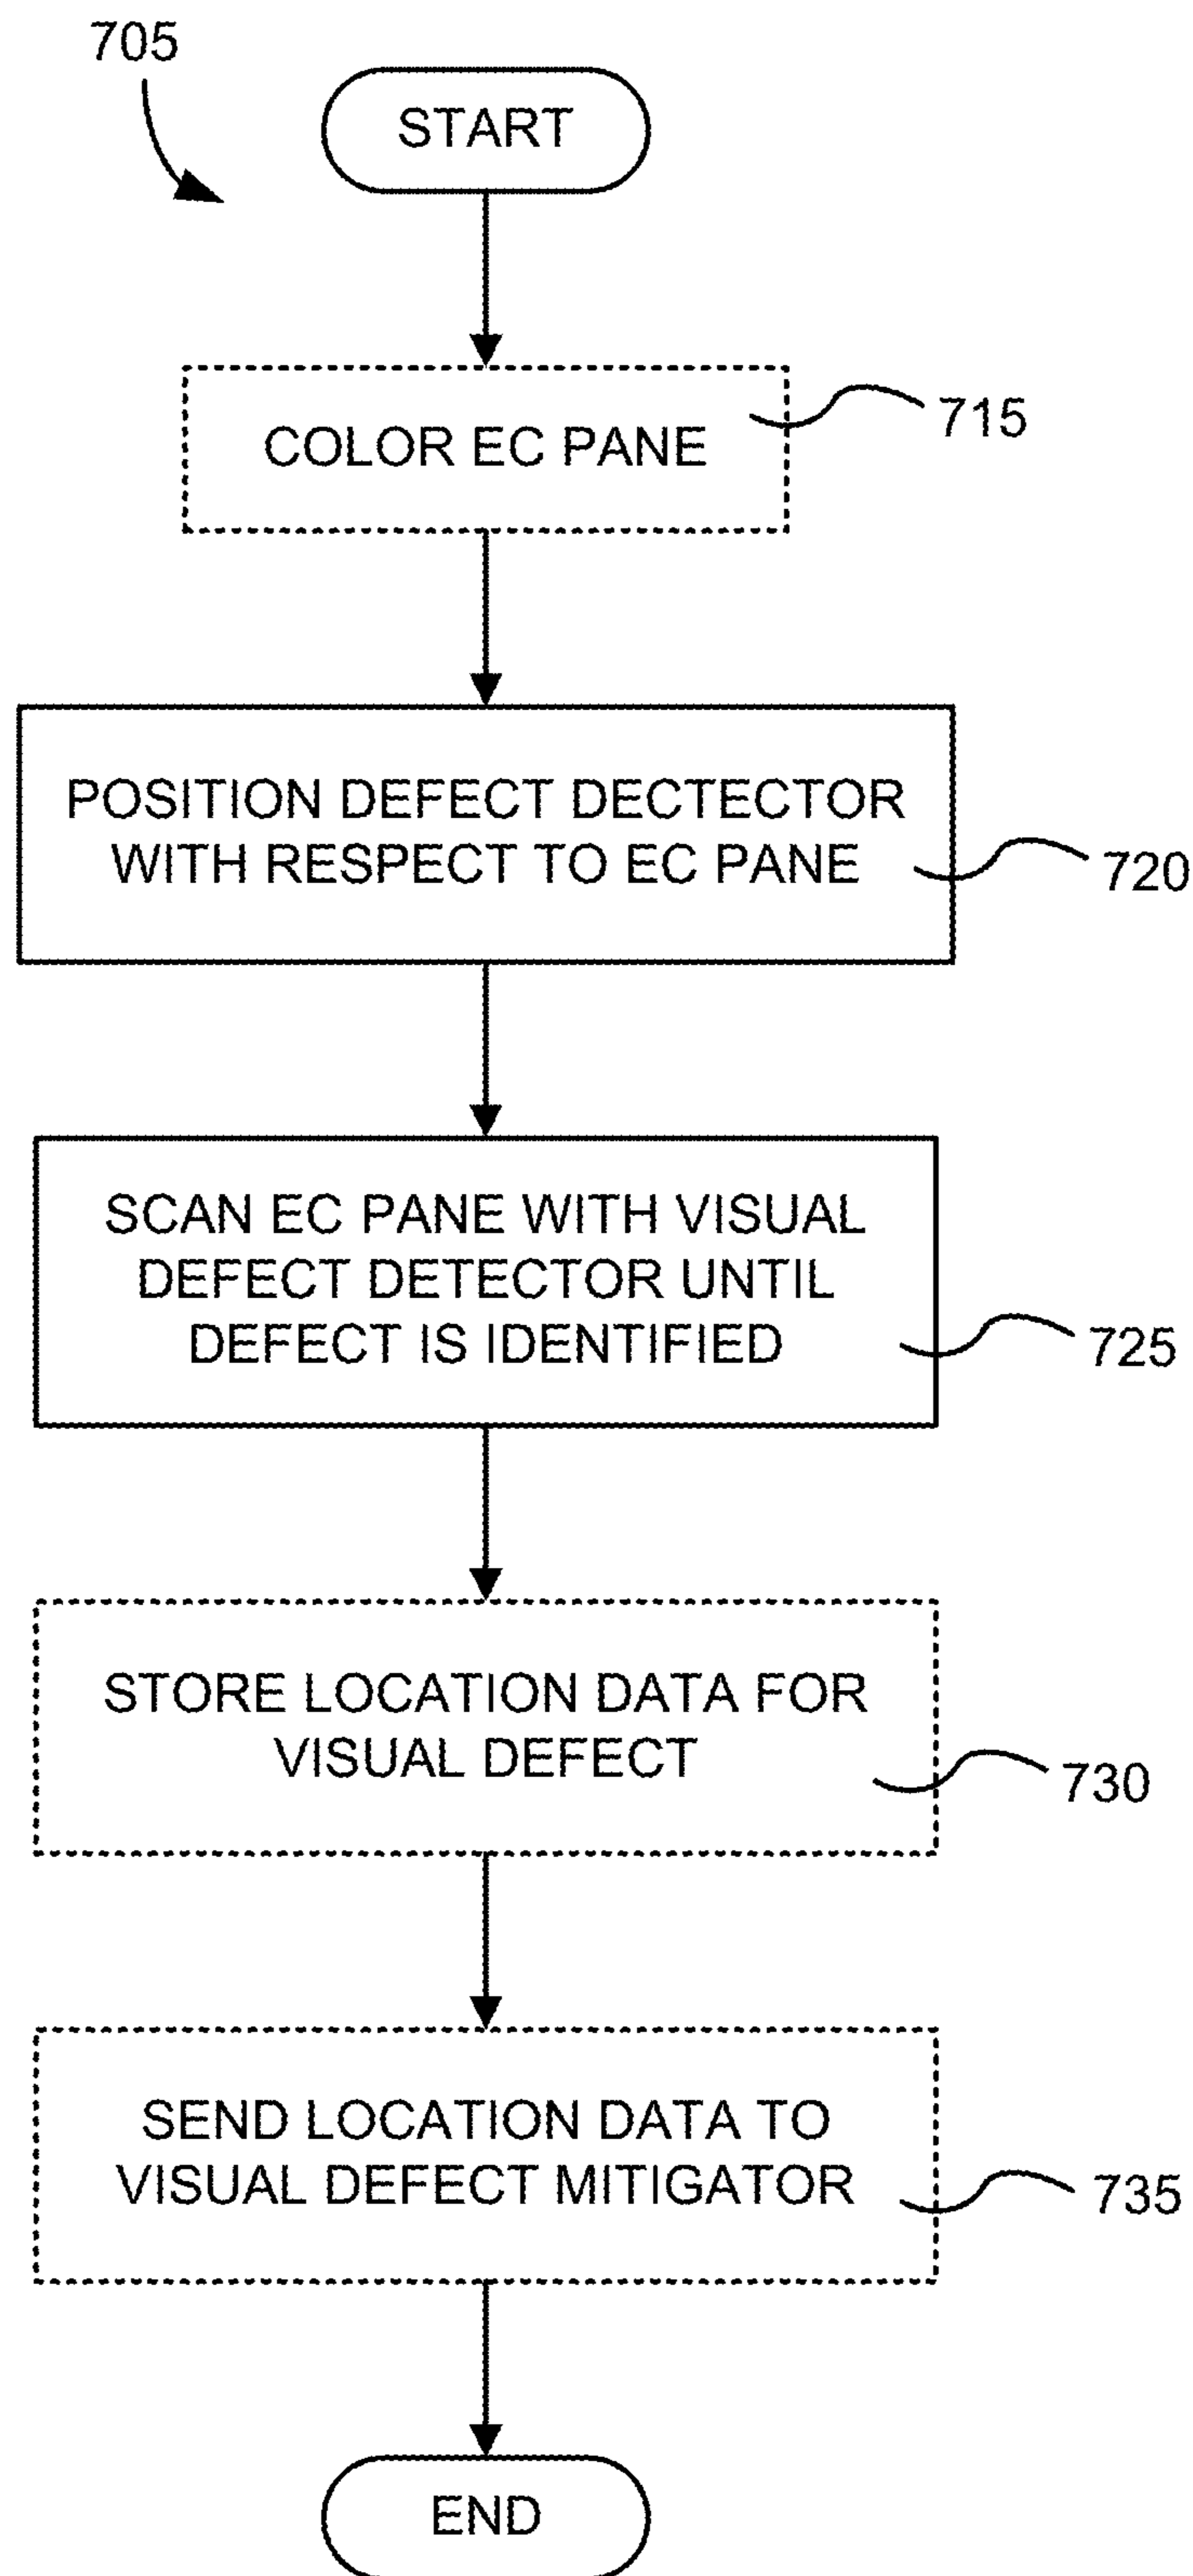 705
START
COLOR EC PANE
715
POSITION DEFECT DECTECTOR
WITH RESPECT TO EC PANE
720
SCAN EC PANE WITH VISUAL
DEFECT DETECTOR UNTIL
DEFECT IS IDENTIFIED
725
STORE LOCATION DATA FOR
VISUAL DEFECT
730
SEND LOCATION DATA TO
VISUAL DEFECT MITIGATOR
735
END